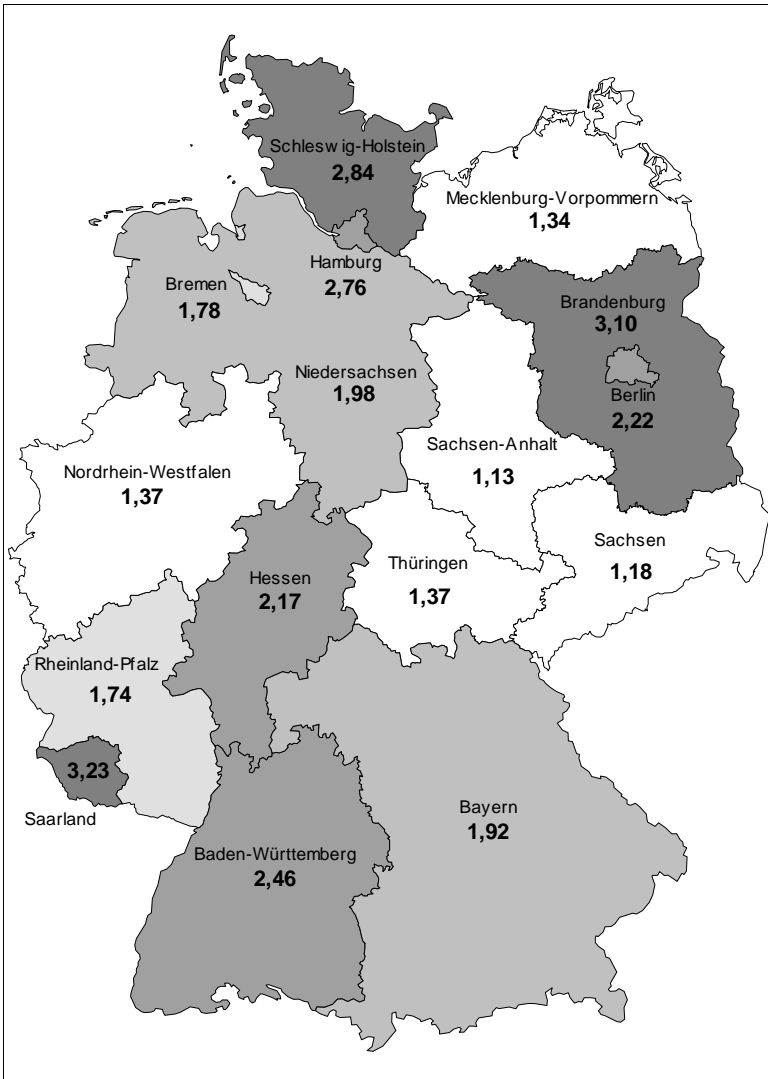 Schleswig-Holstein
2,84
Mecklenburg-Vorpommern
1,34
Hamburg
2,76
Bremen
1,78
Brandenburg
3,10
Niedersachsen
1,98
Berlin
2,22
Sachsen-Anhalt
1,13
Nordrhein-Westfalen
1,37
Sachsen
1,18
Thüringen
1,37
Hessen
2,17
Rheinland-Pfalz
1,74
3,23
Saarland
Bayern
1,92
Baden-Württemberg
2,46